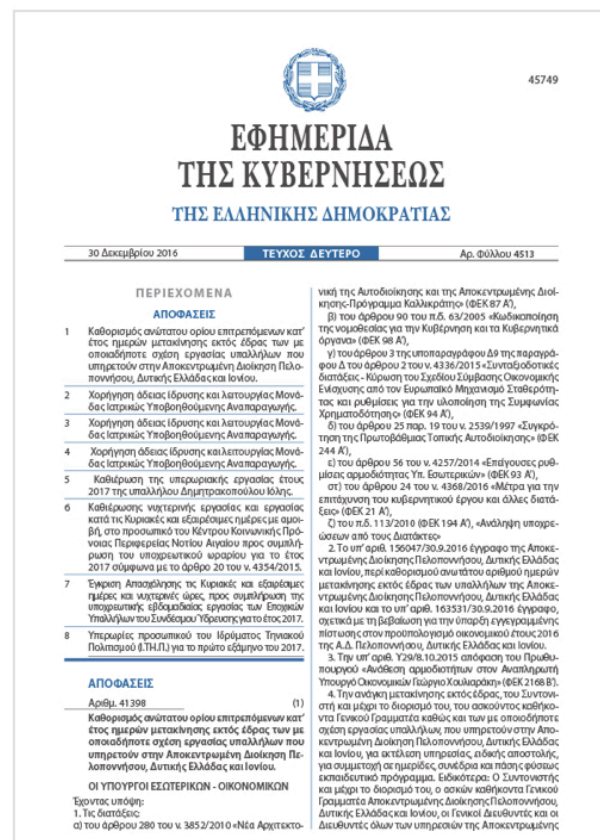 45749
ΕΦΗΜΕΡΙΔΑ
ΤΗΣ ΚΥΒΕΡΝΗΣΕΩΣ
ΤΗΣ ΕΛΛΗΝΙΚΗΣ ΔΗΜΟΚΡΑΤΙΑΣ
30 Δεκεμβρίου 2016 ΤΕΥΧΟΣ ΔΕΥΤΕΡΟ Αρ. Φύλλου 4513
ΠΕΡΙΕΧΟΜΕΝΑ
ΑΠΟΦΑΣΕΙΣ
1 Καθορισμός ανώτατου ορίου επιτρεπόμενων κατ’
έτος ημερών μετακίνησης εκτός έδρας των με
οποιαδήποτε σχέση εργασία υπαλλήλων που
υπηρετούν στην Αποκεντρωμένη Διοίκηση Πελο-
ποννήσου, Δυτικής Ελλάδας και Ιονίου.
2 Χορήγηση άδειας ίδρυσης και λειτουργίας Μονά-
δας Ιατρικώς Υποβοηθούμενης Αναπαραγωγής.
3 Χορήγηση άδειας ίδρυσης και λειτουργίας Μονά-
δας Ιατρικώς Υποβοηθούμενης Αναπαραγωγής.
4 Χορήγηση άδειας ίδρυσης και λειτουργίας Μονά-
δας Ιατρικώς Υποβοηθούμενης Αναπαραγωγής.
5 Καθιέρωση της υπερωριακής εργασίας έτους
2017 της υπαλλήλου Δημητρακοπούλου Ιόλης.
6 Καθιέρωσης νυχτερινής εργασίας και εργασίας
κατά τις Κυριακές και εξαιρέσιμες ημέρες με αμοι-
βή, στο προσωπικό του Κέντρου Κοινωνικής Πρό-
νοιας Περιφερείας Νοτίου Αιγαίου προς συμπλή-
ρωση του υποχρεωτικού ωραρίου για το έτος
2017 σύμφωνα με το άρθρο 20 του ν. 4354/2015.
7 Έγκριση Απασχόλησης τις Κυριακές και εξαιρέσιμες
ημέρες και νυχτερινές ώρες, προς συμπλήρωση της
υποχρεωτικής εβδομαδιαίας εργασίας των Εποχικών
Υπαλλήλων του Συνδέσμου Ύδρευσης για το έτος 2017.
8 Υπερωρίες προσωπικού του Ιδρύματος Τηνιακού
Πολιτισμού (Ι.ΤΗ.Π.) για το πρώτο εξάμηνο του 2017.
ΑΠΟΦΑΣΕΙΣ
Αριθμ. 41398 (1)
Καθορισμός ανώτατου ορίου επιτρεπόμενων κατ’
έτος ημερών μετακίνησης εκτός έδρας των με
οποιαδήποτε σχέση εργασία υπαλλήλων που
υπηρετούν στην Αποκεντρωμένη Διοίκηση Πε-
λοποννήσου, Δυτικής Ελλάδας και Ιονίου.
ΟΙ ΥΠΟΥΡΓΟΙ ΕΣΩΤΕΡΙΚΩΝ - ΟΙΚΟΝΟΜΙΚΩΝ
Έχοντας υπόψη:
1. Τις διατάξεις:
α) του άρθρου 280 του ν. 3852/2010 «Νέα Αρχιτεκτο-
νική της Αυτοδιοίκησης και της Αποκεντρωμένης Διοί-
κησης-Πρόγραμμα Καλλικράτης» (ΦΕΚ 87 Α’),
β) του άρθρου 90 του π.δ. 63/2005 «Κωδικοποίηση
της νομοθεσίας για την Κυβέρνηση και τα Κυβερνητικά
όργανα» (ΦΕΚ 98 Α’),
γ) του άρθρου 3 της υποπαραγράφου Δ9 της παραγρά-
φου Δ του άρθρου 2 του ν. 4336/2015 «Συνταξιοδοτικές
διατάξεις - Κύρωση του Σχεδίου Σύμβασης Οικονομικής
Ενίσχυσης από τον Ευρωπαϊκό Μηχανισμό Σταθερότη-
τας και ρυθμίσεις για την υλοποίηση της Συμφωνίας
Χρηματοδότησης» (ΦΕΚ 94 Α’),
δ) του άρθρου 25 παρ. 19 του ν. 2539/1997 «Συγκρό-
τηση της Πρωτοβάθμιας Τοπικής Αυτοδιοίκησης» (ΦΕΚ
244 Α’),
ε) του άρθρου 56 του ν. 4257/2014 «Επείγουσες ρυθ-
μίσεις αρμοδιότητας Υπ. Εσωτερικών» (ΦΕΚ 93 Α’),
στ) του άρθρου 24 του ν. 4368/2016 «Μέτρα για την
επιτάχυνση του κυβερνητικού έργου και άλλες διατά-
ξεις» (ΦΕΚ 21 Α’),
ζ) του π.δ. 113/2010 (ΦΕΚ 194 Α’), «Ανάληψη υποχρε-
ώσεων από τους Διατάκτες»
2. Το υπ’ αριθ. 156047/30.9.2016 έγγραφο της Αποκε-
ντρωμένης Διοίκησης Πελοποννήσου, Δυτικής Ελλάδας
και Ιονίου, περί καθορισμού ανωτάτου αριθμού ημερών
μετακίνησης εκτός έδρας των υπαλλήλων της Αποκε-
ντρωμένης Διοίκησης Πελοποννήσου, Δυτικής Ελλάδας
και Ιονίου και το υπ’ αριθ. 163531/30.9.2016 έγγραφο,
σχετικά με τη βεβαίωση για την ύπαρξη εγγεγραμμένης
πίστωσης στον προϋπολογισμό οικονομικού έτους 2016
της Α.Δ. Πελοποννήσου, Δυτικής Ελλάδας και Ιονίου.
3. Την υπ’ αριθ. Υ29/8.10.2015 απόφαση του Πρωθυ-
πουργού «Ανάθεση αρμοδιοτήτων στον Αναπληρωτή
Υπουργό Οικονομικών Γεώργιο Χουλιαράκη» (ΦΕΚ 2168 Β’).
4. Την ανάγκη μετακίνησης εκτός έδρας, του Συντονι-
στή και μέχρι το διορισμό του, του ασκούντος καθήκο-
ντα Γενικού Γραμματέα καθώς και των με οποιοδήποτε
σχέση εργασία υπαλλήλων, που υπηρετούν στην Απο-
κεντρωμένη Διοίκηση Πελοποννήσου, Δυτικής Ελλάδας
και Ιονίου, για εκτέλεση υπηρεσίας, ειδικής αποστολής,
για συμμετοχή σε ημερίδες, συνέδρια και πάσης φύσεως
εκπαιδευτικό πρόγραμμα. Ειδικότερα: Ο Συντονιστής
και μέχρι το διορισμό του, ο ασκών καθήκοντα Γενικού
Γραμματέα Αποκεντρωμένης Διοίκησης Πελοποννήσου,
Δυτικής Ελλάδας και Ιονίου, οι Γενικοί Διευθυντές και οι
Διευθυντές όλων των υπηρεσιών της Αποκεντρωμένης